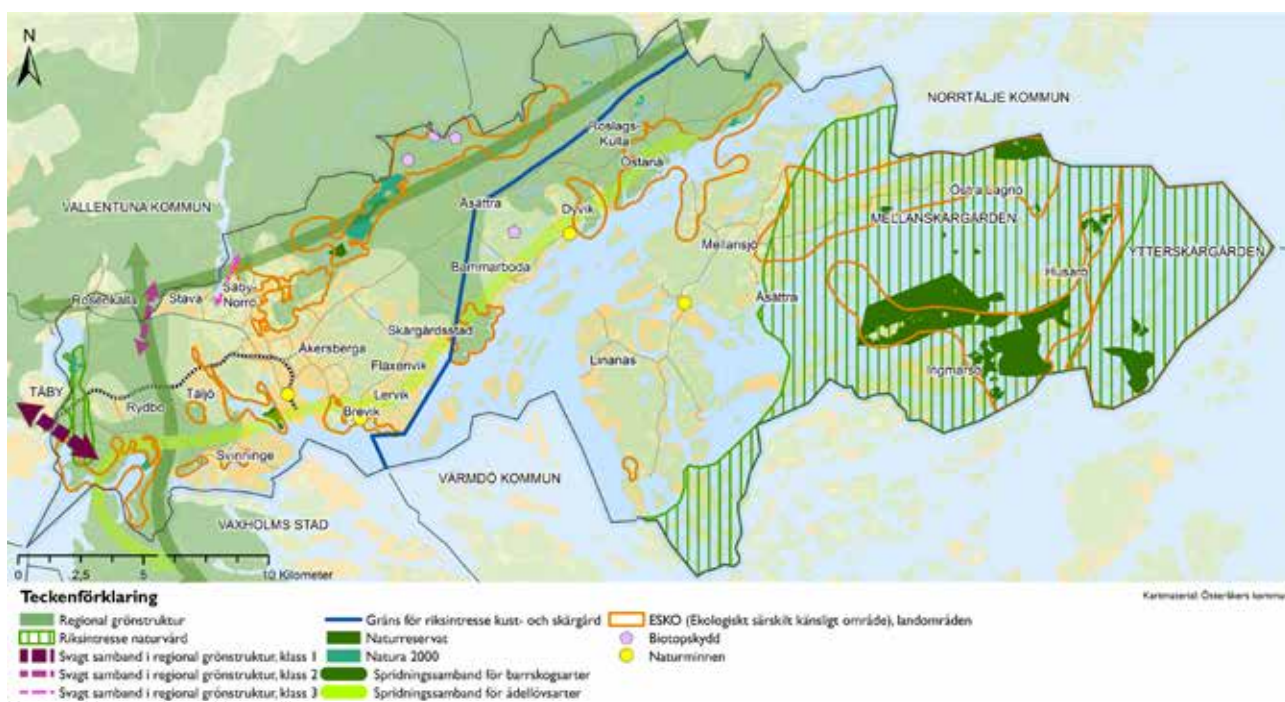 N
NORRTÄLJE KOMMUN
Roslags-
Kulla
Östanå
VALLENTUNA KOMMUN
Åsättra
Dyvik
Östra Lagnö
MELLANSKÄRGÅRDEN
Mellansjö
YTTERSKÄRGÅRDEN
Bammarboda
Husarö
Rosenkälla
Stava
Säby-
Norrö
Åsättra
Skärgårdsstad
Åkersberga
Flaxenvik
Linanäs
Ingmarsö
TÄBY
Täljö
Lervik
Rydbo
Brevik
Svinninge
VÄRMDÖ KOMMUN
VAXHOLMS STAD
0 2,5 5 10 Kilometer
Teckenförklaring
Kartmaterial: Österåkers kommun
Regional grönstruktur
Riksintresse naturvård
Svagt samband i regional grönstruktur, klass 1
Svagt samband i regional grönstruktur, klass 2
Svagt samband i regional grönstruktur, klass 3
Gräns för riksintresse kust- och skärgård
Naturreservat
Natura 2000
Spridningssamband för barrskogsarter
Spridningssamband för ädellövsarter
ESKO (Ekologiskt särskilt känsligt område), landområden
Biotopskydd
Naturminnen